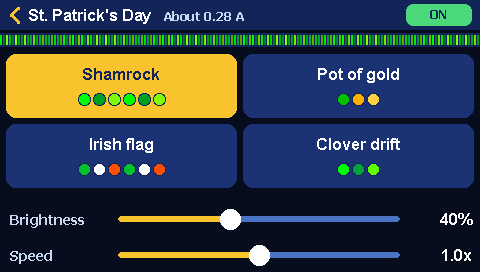 St. Patrick's Day About 0.28 A ON
Shamrock Pot of gold
Irish flag Clover drift
Brightness 40%
Speed 1.0x